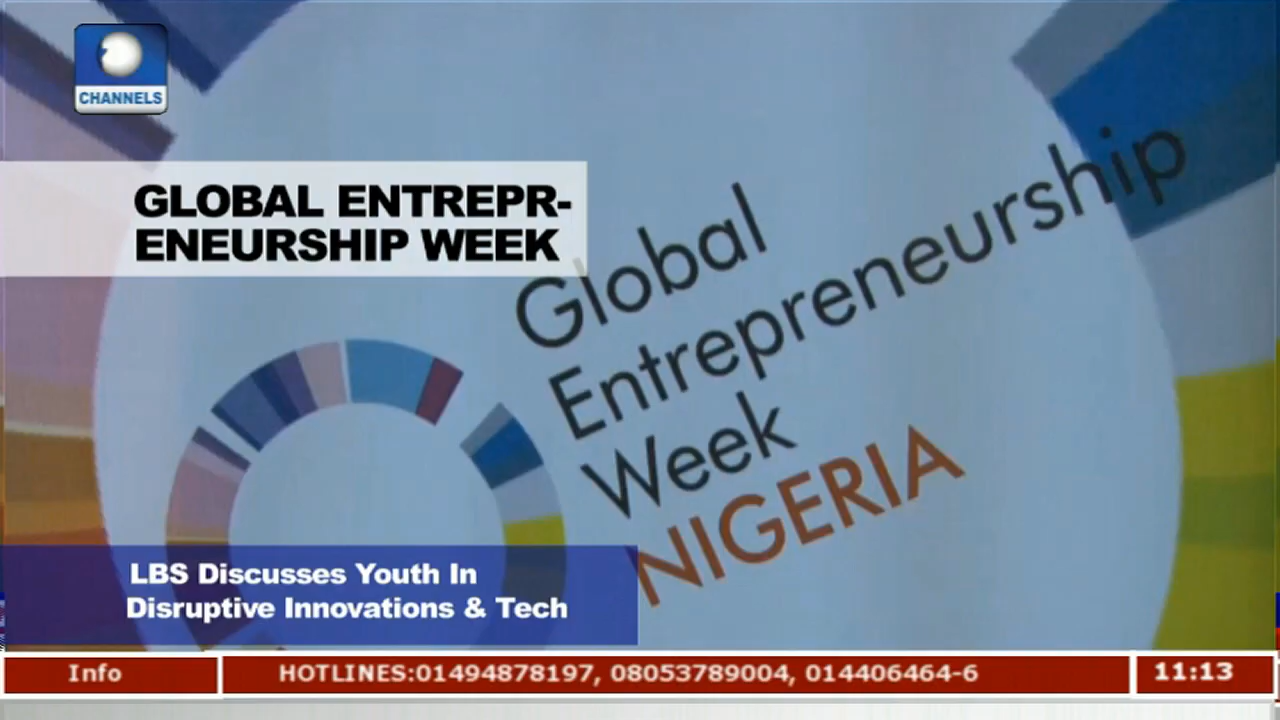 CHANNELS
GLOBAL ENTREPR-
ENEURSHIP WEEK
Global
Entrepreneurship
Week
NIGERIA
LBS Discusses Youth In
Disruptive Innovations & Tech
Info
HOTLINES:01494878197, 08053789004, 014406464-6
11:13